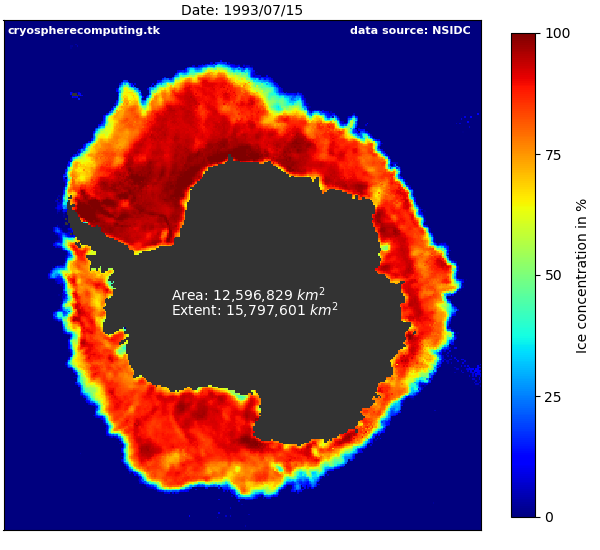 Date: 1993/07/15
cryospherecomputing.tk
data source: NSIDC
Area: 12,596,829 km²
Extent: 15,797,601 km²
100
75
50
25
0
Ice concentration in %